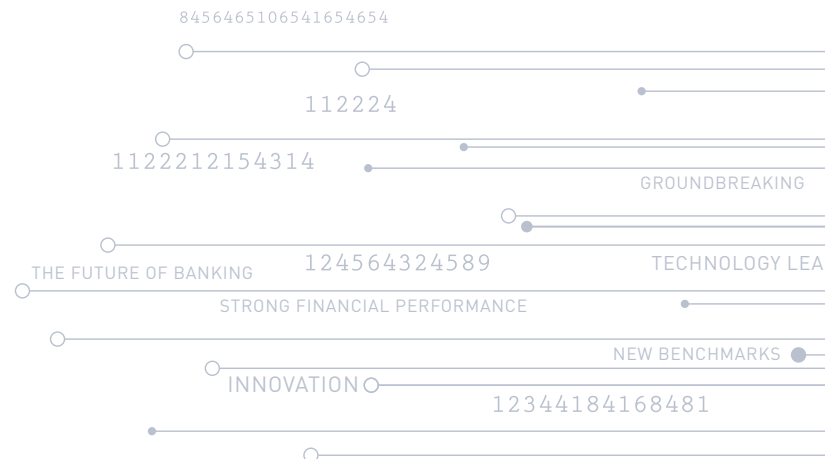 8456465106541654654
112224
1122212154314
GROUNDBREAKING
124564324589
TECHNOLOGY LEA
THE FUTURE OF BANKING
STRONG FINANCIAL PERFORMANCE
NEW BENCHMARKS
INNOVATION
12344184168481